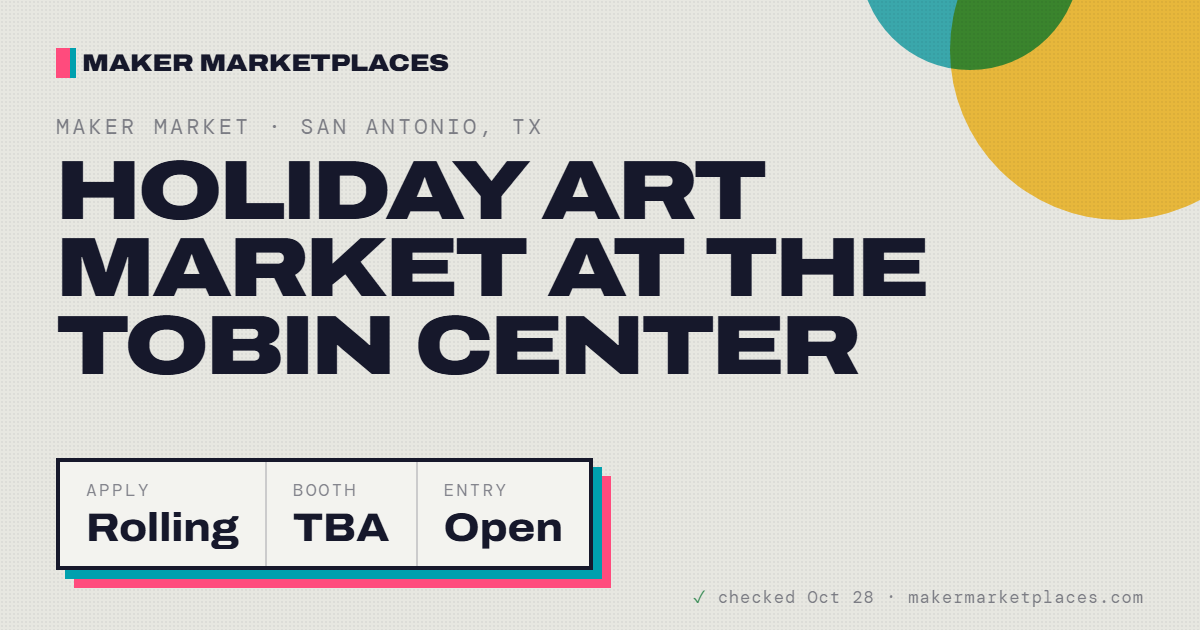 MAKER MARKETPLACES
MAKER MARKET · SAN ANTONIO, TX
HOLIDAY ART
MARKET AT THE
TOBIN CENTER
APPLY BOOTH ENTRY
Rolling TBA Open
✓ checked Oct 28 · makermarketplaces.com